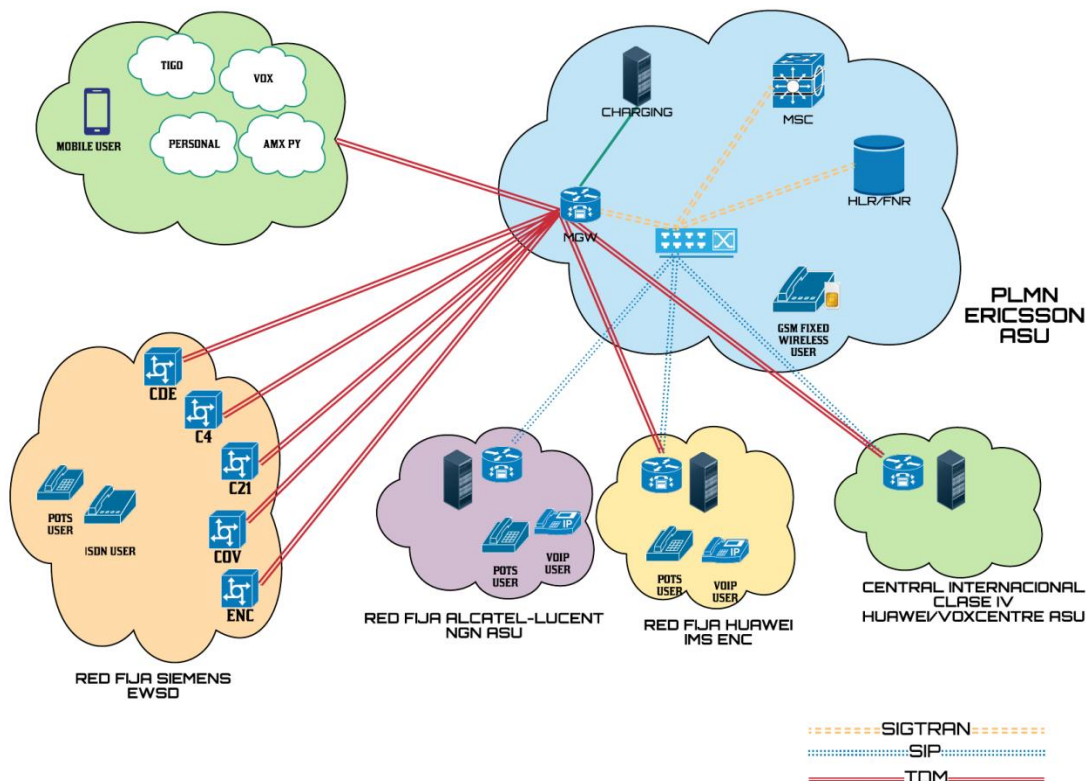 TIGO
VOX
MOBILE USER
PERSONAL
AMX PY
CHARGING
MSC
HLR/FNR
MGW
GSM FIXED
WIRELESS
USER
PLMN
ERICSSON
ASU
CDE
C4
C21
COV
ENC
POTS
USER
ISDN USER
RED FIJA SIEMENS
EWSD
POTS
USER
VOIP
USER
IP
RED FIJA ALCATEL-LUCENT
NGN ASU
POTS
USER
VOIP
USER
IP
RED FIJA HUAWEI
IMS ENC
CENTRAL INTERNACIONAL
CLASE IV
HUAWEI/VOXCENTRE ASU
SIGTRAN
SIP
TDM